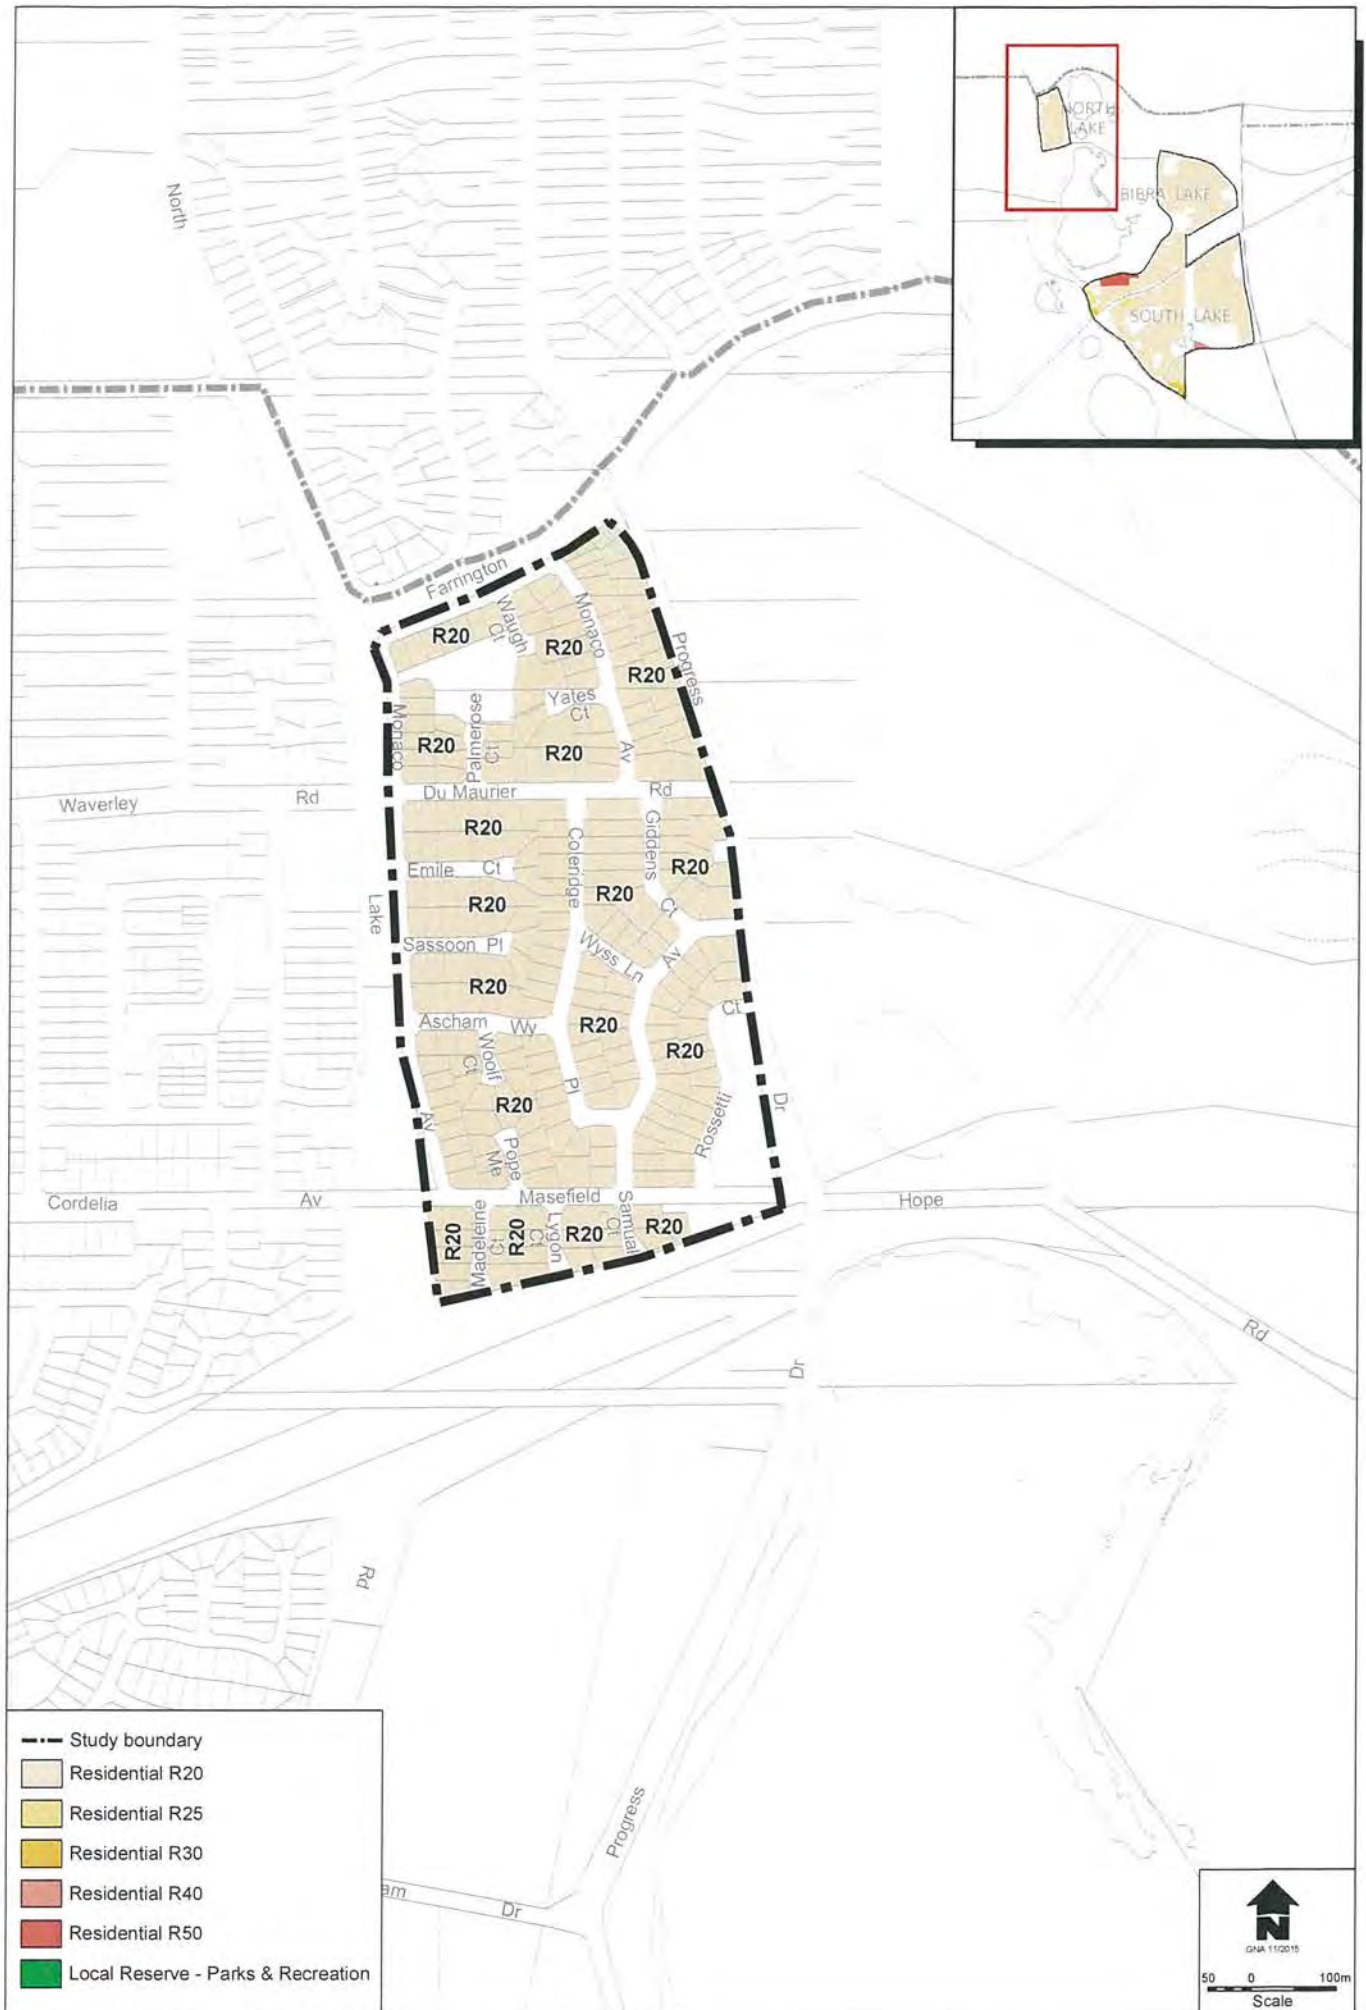 NORTH
LAKE
BIBRA LAKE
SOUTH LAKE
North
Farrington
Waugh
Ct
Monaco
R20
R20
R20
Progress
Yates
Ct
Palmerose
Ct
Monaco
R20
R20
Av
Waverley
Rd
Du Maurier
Rd
R20
Coleridge
Giddens
Ct
R20
Emile Ct
R20
R20
Lake
Sassoon Pl
Wyss Ln
Av
R20
Ct
Ascham Wy
R20
R20
Woolf
Ct
Pl
R20
Rossetti
Dr
Av
Pope
Me
Cordelia
Av
Masefield
Hope
R20
Madeleine
Ct
R20
Ct
Lygon
R20
Ct
Samual
R20
Rd
Dr
Rd
Progress
am
Dr
Study boundary
Residential R20
Residential R25
Residential R30
Residential R40
Residential R50
Local Reserve - Parks & Recreation
N
GNA 11/2015
50 0 100m
Scale